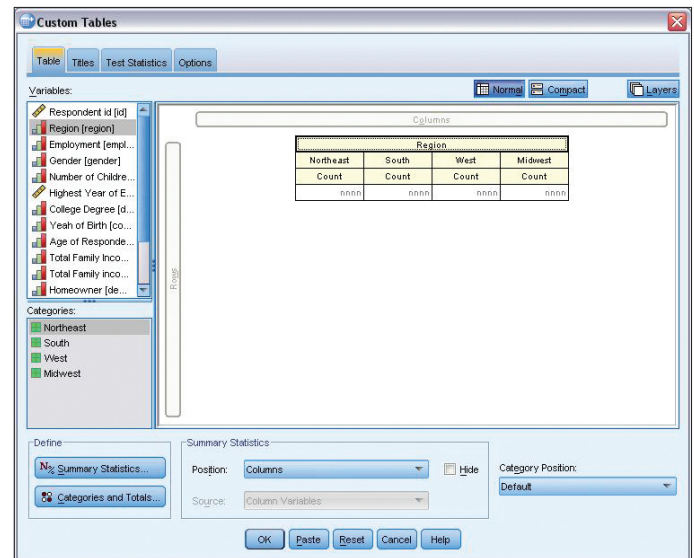 Custom Tables
Table Titles Test Statistics Options
Variables:
Normal Compact Layers
Respondent id [id]
Region [region]
Employment [empl...
Gender [gender]
Number of Childre...
Highest Year of E...
College Degree [d...
Yeah of Birth [co...
Age of Responde...
Total Family Inco...
Total Family inco...
Homeowner [de...
Categories:
Northeast
South
West
Midwest
Columns
Rows
Region
Northeast South West Midwest
Count Count Count Count
nnnn nnnn nnnn nnnn
Define
N% Summary Statistics...
Categories and Totals...
Summary Statistics
Position: Columns Hide
Source: Column Variables
Category Position:
Default
OK Paste Reset Cancel Help